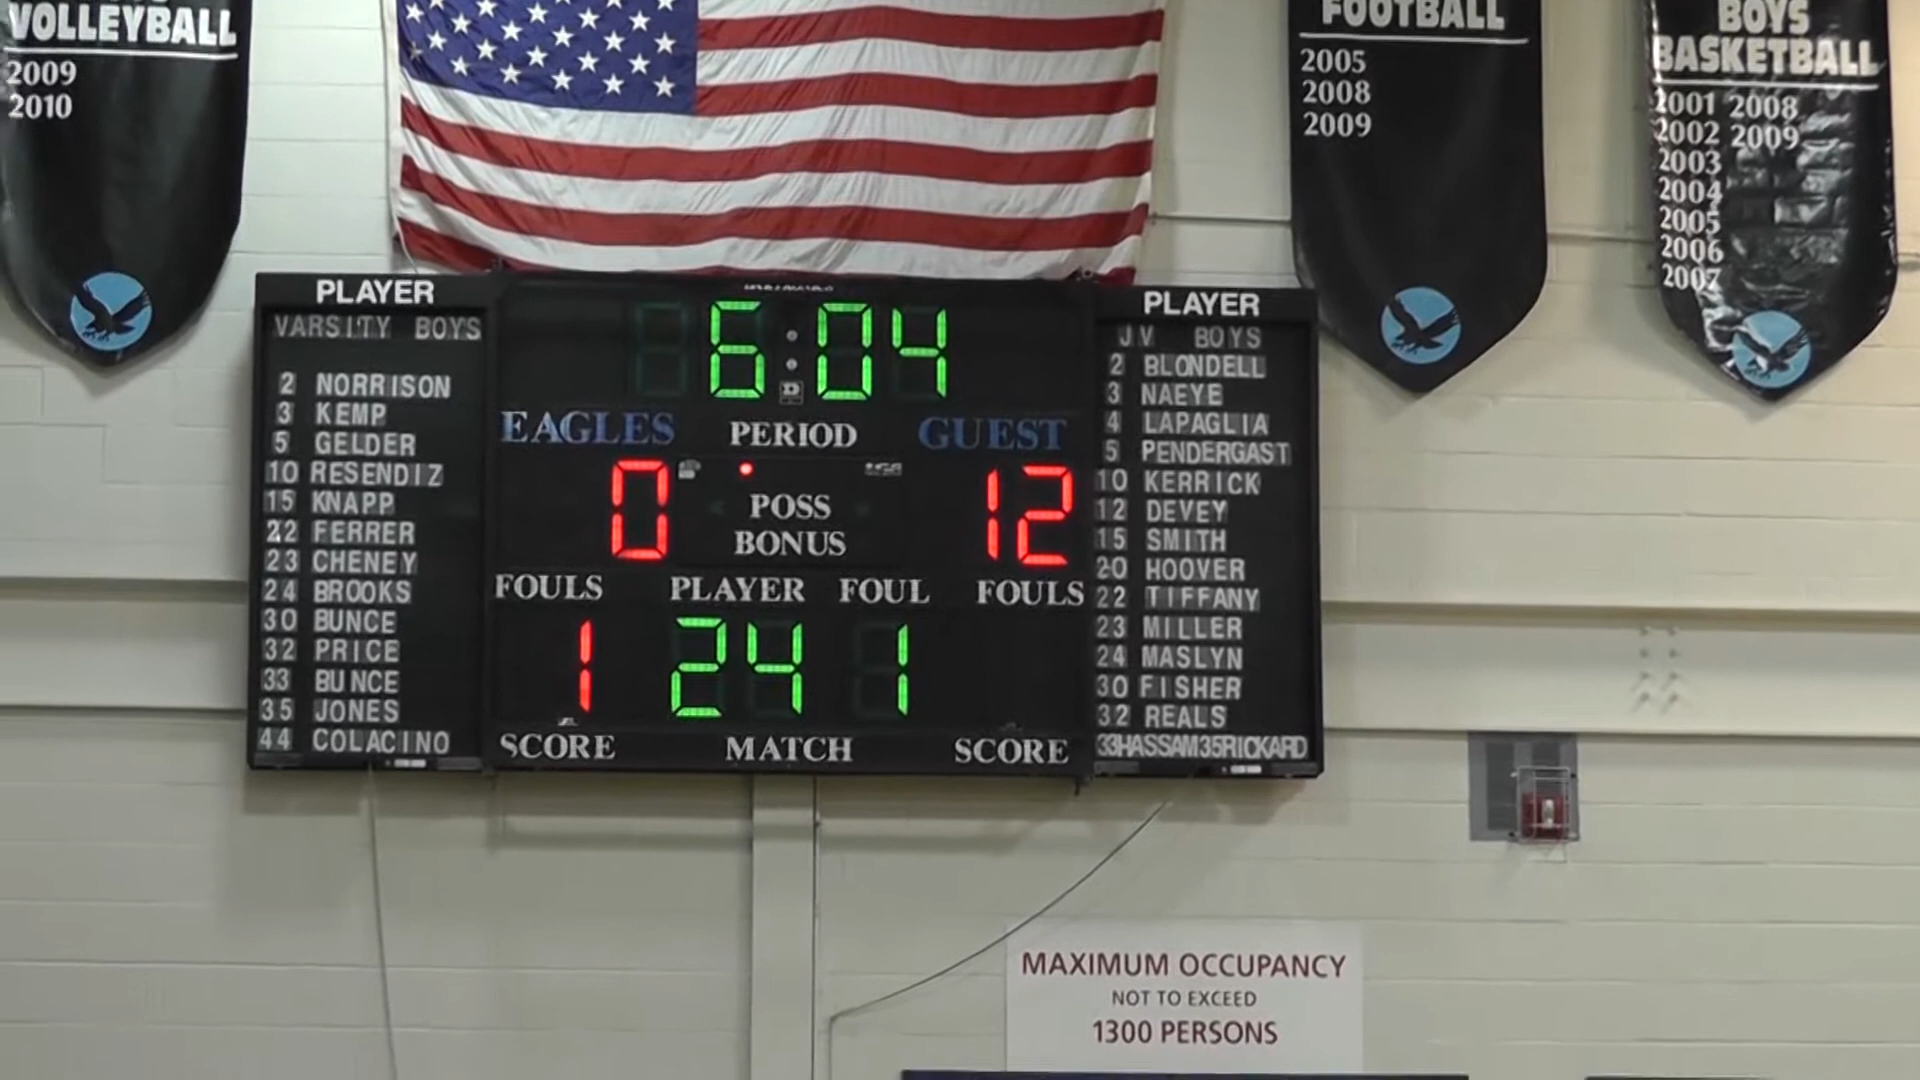 VOLLEYBALL
2009
2010
FOOTBALL
2005
2008
2009
BOYS
BASKETBALL
2001 2008
2002 2009
2003
2004
2005
2006
2007
PLAYER
VARSITY BOYS
2 NORRISON
3 KEMP
5 GELDER
10 RESENDIZ
15 KNAPP
22 FERRER
23 CHENEY
24 BROOKS
30 BUNCE
32 PRICE
33 BUNCE
35 JONES
44 COLACINO
6:04
EAGLES PERIOD GUEST
0 12
POSS
BONUS
FOULS PLAYER FOUL FOULS
1 24 1
SCORE MATCH SCORE
PLAYER
JV BOYS
2 BLONDELL
3 NAEYE
4 LAPAGLIA
5 PENDERGAST
10 KERRICK
12 DEVEY
15 SMITH
20 HOOVER
22 TIFFANY
23 MILLER
24 MASLYN
30 FISHER
32 REALS
33HASSAM35RICKARD
MAXIMUM OCCUPANCY
NOT TO EXCEED
1300 PERSONS